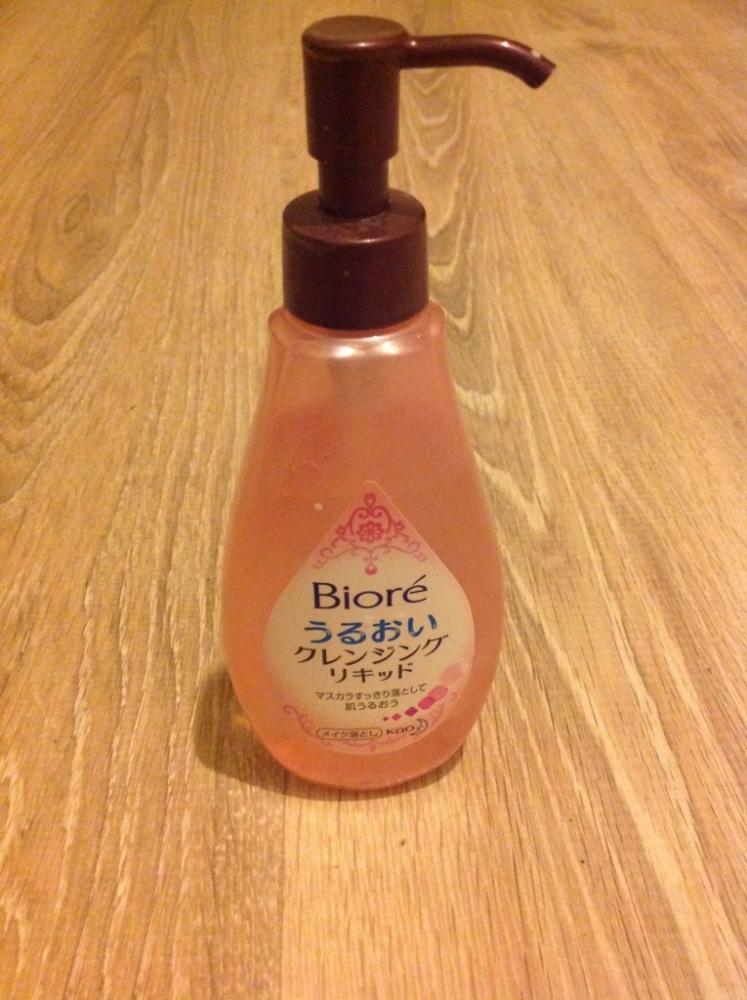 Bioré
うるおい
クレンジング
リキッド
マスカラすっきり落として
肌うるおう
メイク落とし Kao